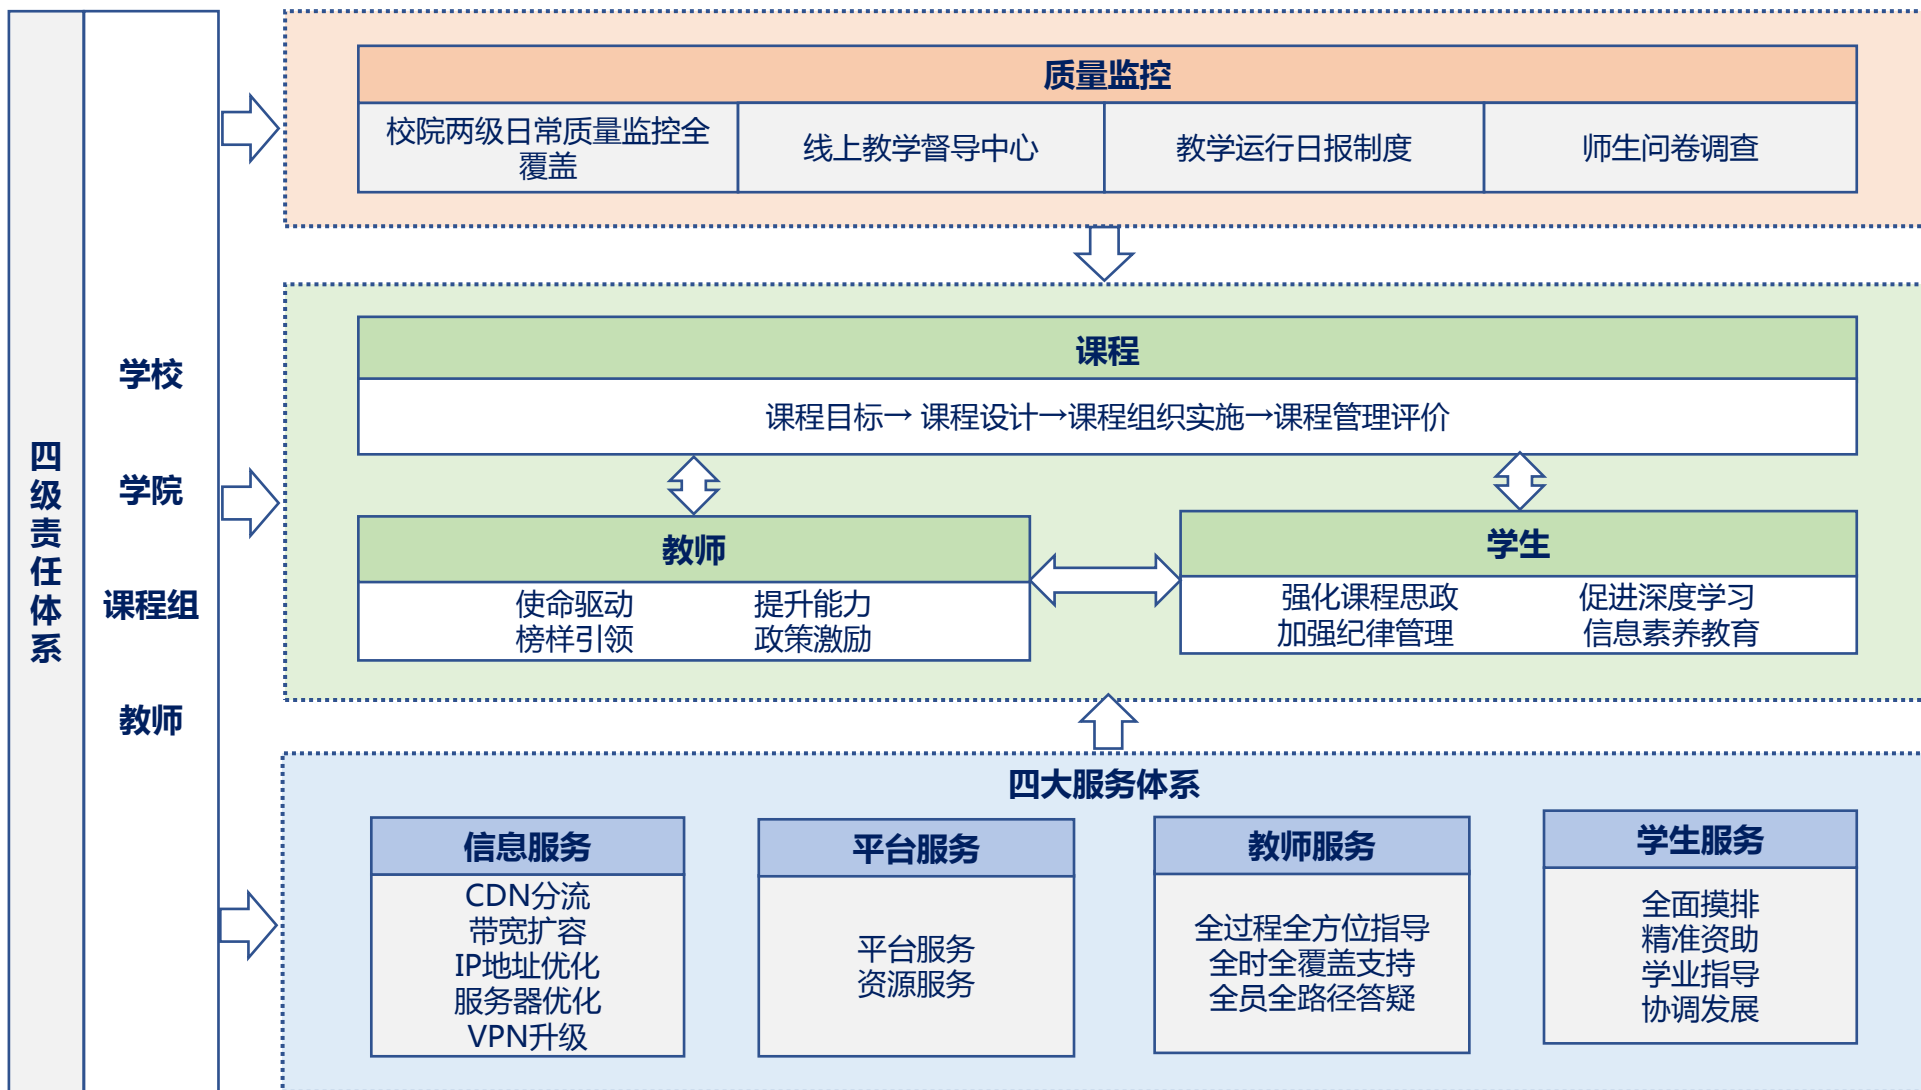 四级责任体系
学校
学院
课程组
教师
质量监控
校院两级日常质量监控全
覆盖
线上教学督导中心
教学运行日报制度
师生问卷调查
课程
课程目标→ 课程设计→课程组织实施→课程管理评价
教师
使命驱动 提升能力
榜样引领 政策激励
学生
强化课程思政 促进深度学习
加强纪律管理 信息素养教育
四大服务体系
信息服务
CDN分流
带宽扩容
IP地址优化
服务器优化
VPN升级
平台服务
平台服务
资源服务
教师服务
全过程全方位指导
全时全覆盖支持
全员全路径答疑
学生服务
全面摸排
精准资助
学业指导
协调发展